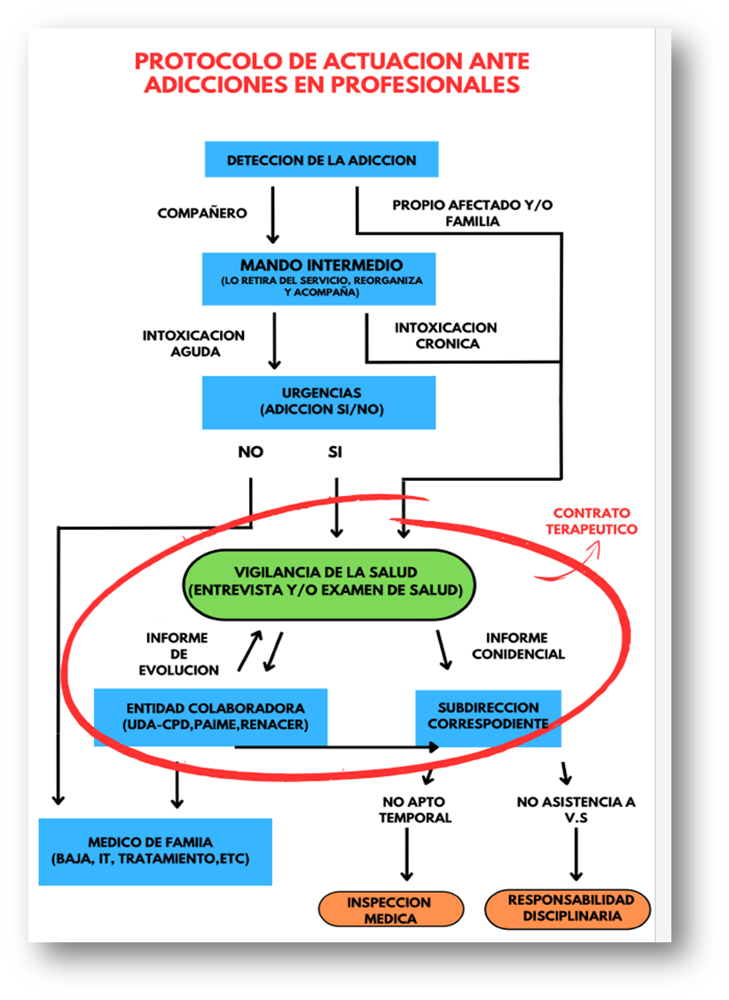 PROTOCOLO DE ACTUACION ANTE
ADICCIONES EN PROFESIONALES
DETECCION DE LA ADICCION
COMPAÑERO
PROPIO AFECTADO Y/O
FAMILIA
MANDO INTERMEDIO
(LO RETIRA DEL SERVICIO, REORGANIZA
Y ACOMPAÑA)
INTOXICACION
AGUDA
INTOXICACION
CRONICA
URGENCIAS
(ADICCION SI/NO)
NO
SI
CONTRATO
TERAPEUTICO
VIGILANCIA DE LA SALUD
(ENTREVISTA Y/O EXAMEN DE SALUD)
INFORME
DE
EVOLUCION
INFORME
CONIDENCIAL
ENTIDAD COLABORADORA
(UDA-CPD,PAIME,RENACER)
SUBDIRECCION
CORRESPODIENTE
NO APTO
TEMPORAL
NO ASISTENCIA A
V.S
MEDICO DE FAMIIA
(BAJA, IT, TRATAMIENTO,ETC)
INSPECCION
MEDICA
RESPONSABILIDAD
DISCIPLINARIA